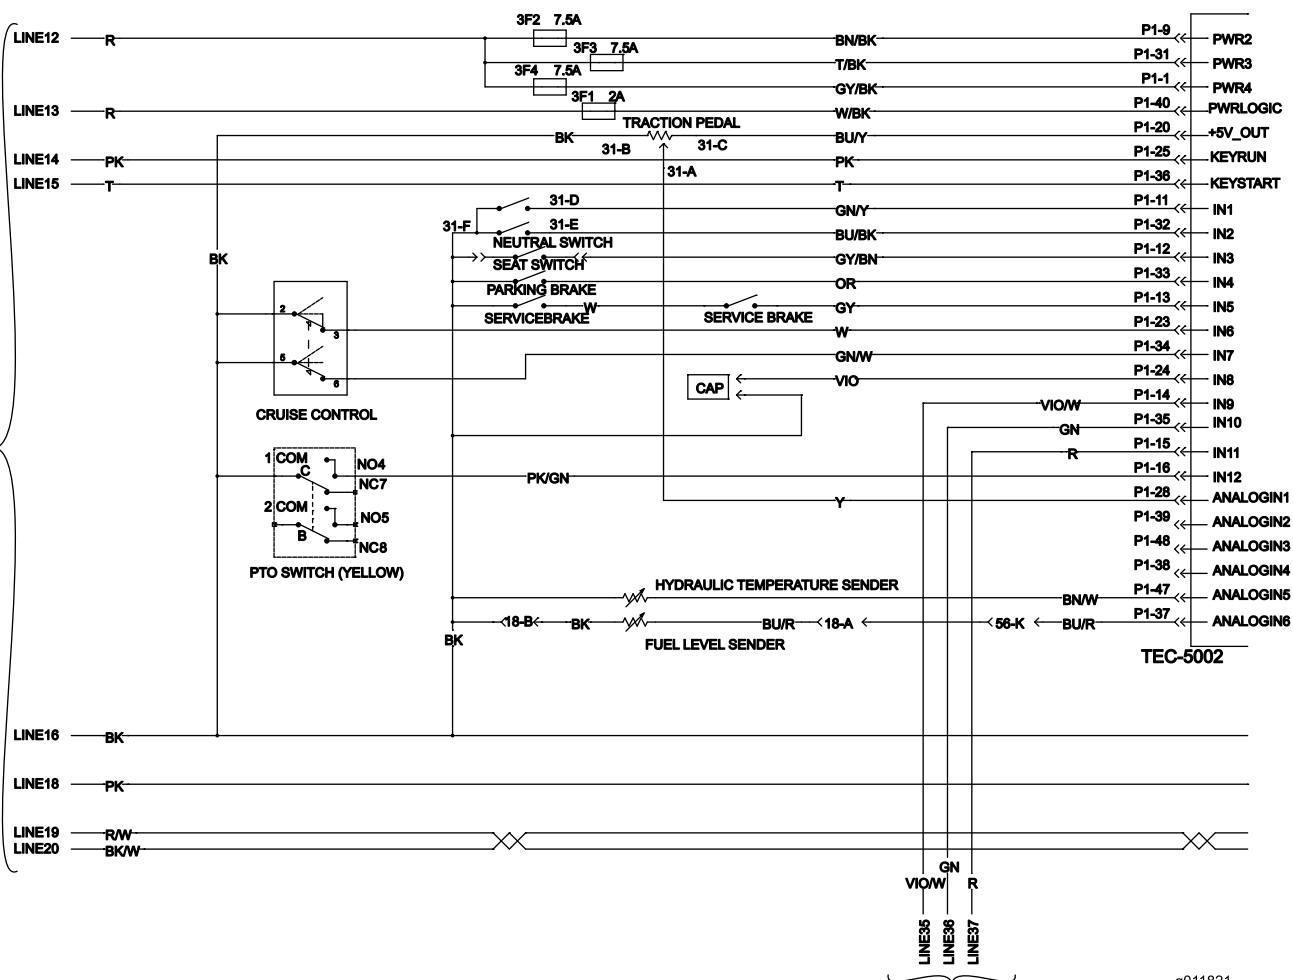 3F2 7.5A
P1-9
LINE12 R BN/BK PWR2
3F3 7.5A
P1-31
T/BK PWR3
3F4 7.5A
P1-1
GY/BK PWR4
3F1 2A
P1-40
LINE13 R W/BK PWRLOGIC
TRACTION PEDAL
P1-20
BK BU/Y +5V_OUT
31-B 31-C
P1-25
LINE14 PK PK KEYRUN
31-A
P1-36
LINE15 T T KEYSTART
31-D
P1-11
GN/Y IN1
31-F 31-E
P1-32
BU/BK IN2
NEUTRAL SWITCH
P1-12
BK GY/BN IN3
SEAT SWITCH
P1-33
OR IN4
PARKING BRAKE
P1-13
W GY IN5
SERVICEBRAKE SERVICE BRAKE
P1-23
2
3
W IN6
P1-34
5
GN/W IN7
P1-24
6
CAP VIO IN8
P1-14
VIO/W IN9
CRUISE CONTROL
P1-35
GN IN10
P1-15
R IN11
1 COM
C
NO4
P1-16
PK/GN IN12
NC7
P1-28
Y ANALOGIN1
2 COM
NO5
P1-39
ANALOGIN2
B
NC8
P1-48
ANALOGIN3
PTO SWITCH (YELLOW)
P1-38
ANALOGIN4
HYDRAULIC TEMPERATURE SENDER
P1-47
BN/W ANALOGIN5
P1-37
18-B BK BU/R 18-A 56-K BU/R ANALOGIN6
BK
FUEL LEVEL SENDER
TEC-5002
LINE16 BK
LINE18 PK
LINE19 R/W
LINE20 BK/W
GN
VIO/W R
LINE35
LINE36
LINE37
g011821